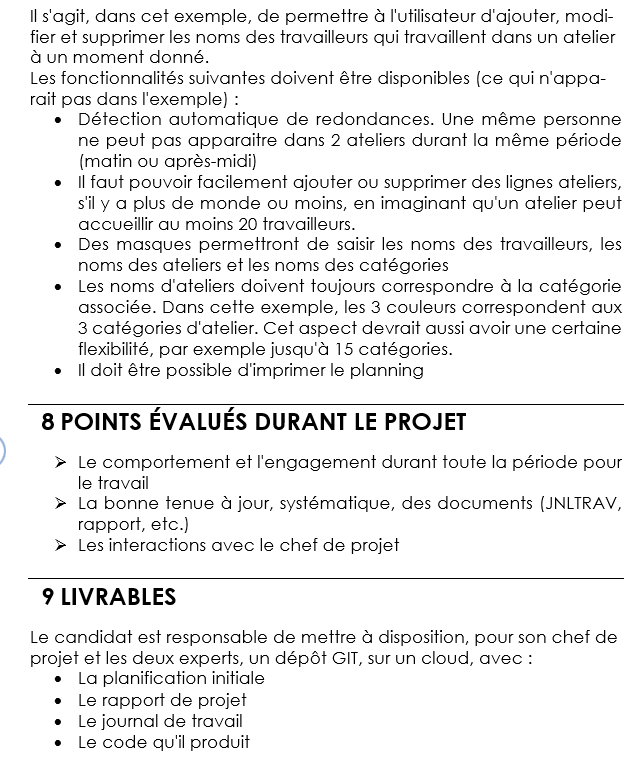 Il s'agit, dans cet exemple, de permettre à l'utilisateur d'ajouter, modi-
fier et supprimer les noms des travailleurs qui travaillent dans un atelier
à un moment donné.
Les fonctionnalités suivantes doivent être disponibles (ce qui n'appa-
rait pas dans l'exemple) :
• Détection automatique de redondances. Une même personne
ne peut pas apparaitre dans 2 ateliers durant la même période
(matin ou après-midi)
• Il faut pouvoir facilement ajouter ou supprimer des lignes ateliers,
s'il y a plus de monde ou moins, en imaginant qu'un atelier peut
accueillir au moins 20 travailleurs.
• Des masques permettront de saisir les noms des travailleurs, les
noms des ateliers et les noms des catégories
• Les noms d'ateliers doivent toujours correspondre à la catégorie
associée. Dans cette exemple, les 3 couleurs correspondent aux
3 catégories d'atelier. Cet aspect devrait aussi avoir une certaine
flexibilité, par exemple jusqu'à 15 catégories.
• Il doit être possible d'imprimer le planning
8 POINTS ÉVALUÉS DURANT LE PROJET
➢ Le comportement et l'engagement durant toute la période pour
le travail
➢ La bonne tenue à jour, systématique, des documents (JNLTRAV,
rapport, etc.)
➢ Les interactions avec le chef de projet
9 LIVRABLES
Le candidat est responsable de mettre à disposition, pour son chef de
projet et les deux experts, un dépôt GIT, sur un cloud, avec :
• La planification initiale
• Le rapport de projet
• Le journal de travail
• Le code qu'il produit